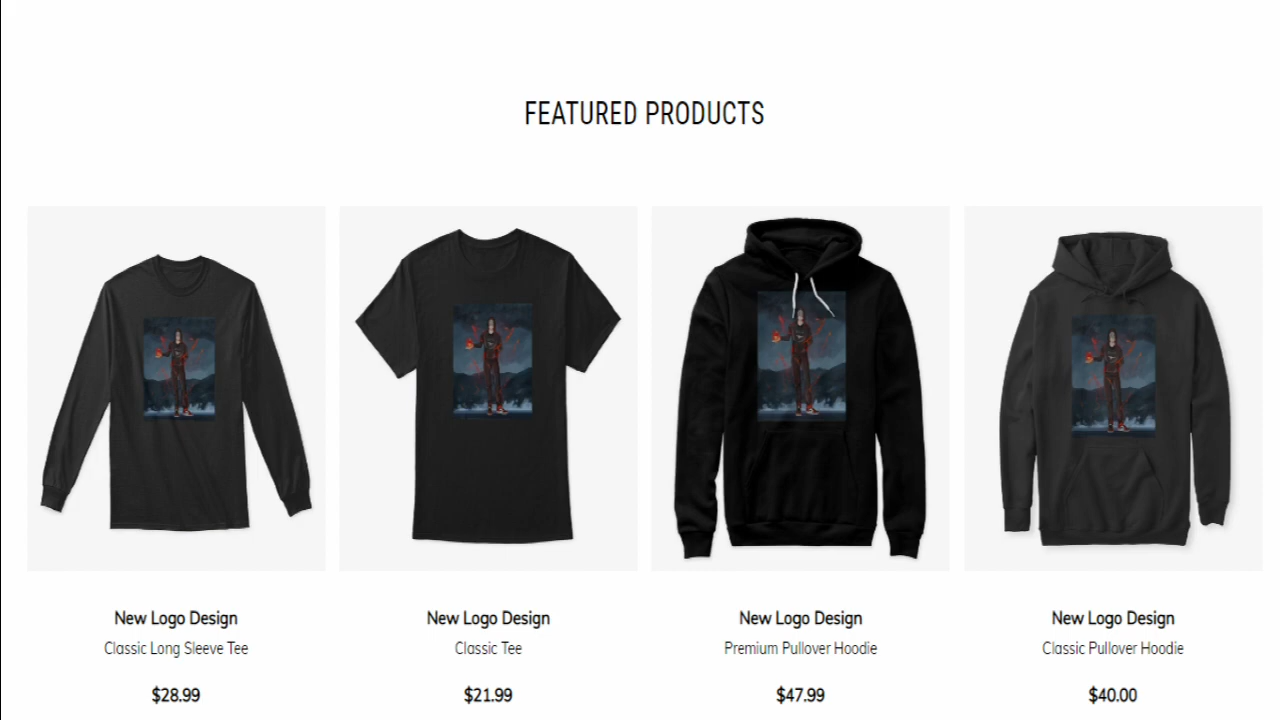 FEATURED PRODUCTS
New Logo Design
Classic Long Sleeve Tee
$28.99
New Logo Design
Classic Tee
$21.99
New Logo Design
Premium Pullover Hoodie
$47.99
New Logo Design
Classic Pullover Hoodie
$40.00